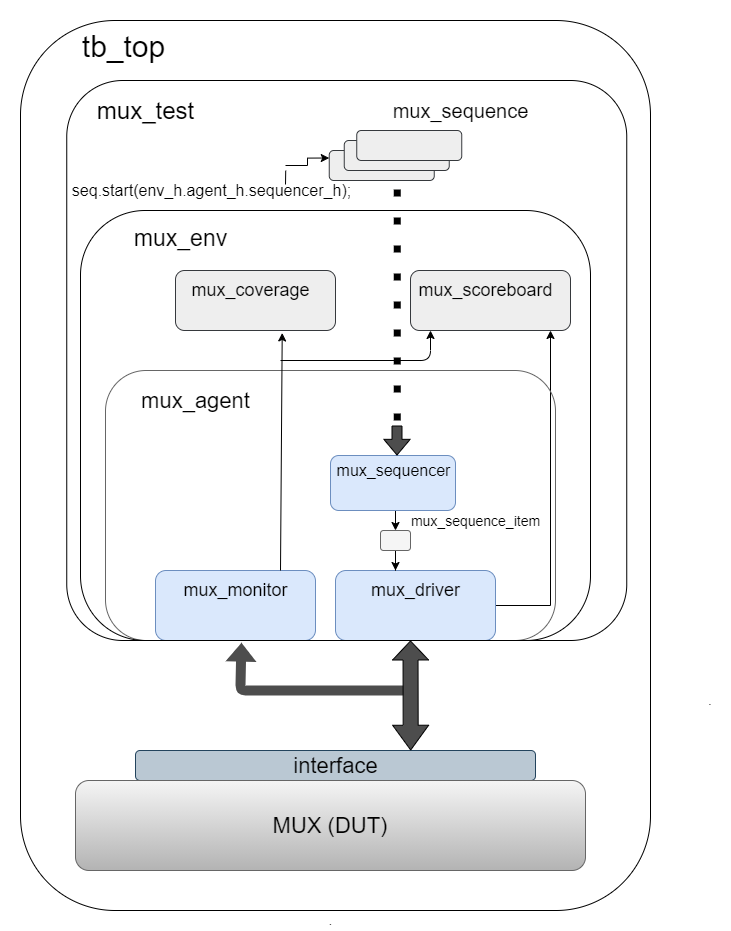 tb_top
mux_test
mux_sequence
seq.start(env_h.agent_h.sequencer_h);
mux_env
mux_coverage
mux_scoreboard
mux_agent
mux_sequencer
mux_sequence_item
mux_monitor
mux_driver
interface
MUX (DUT)